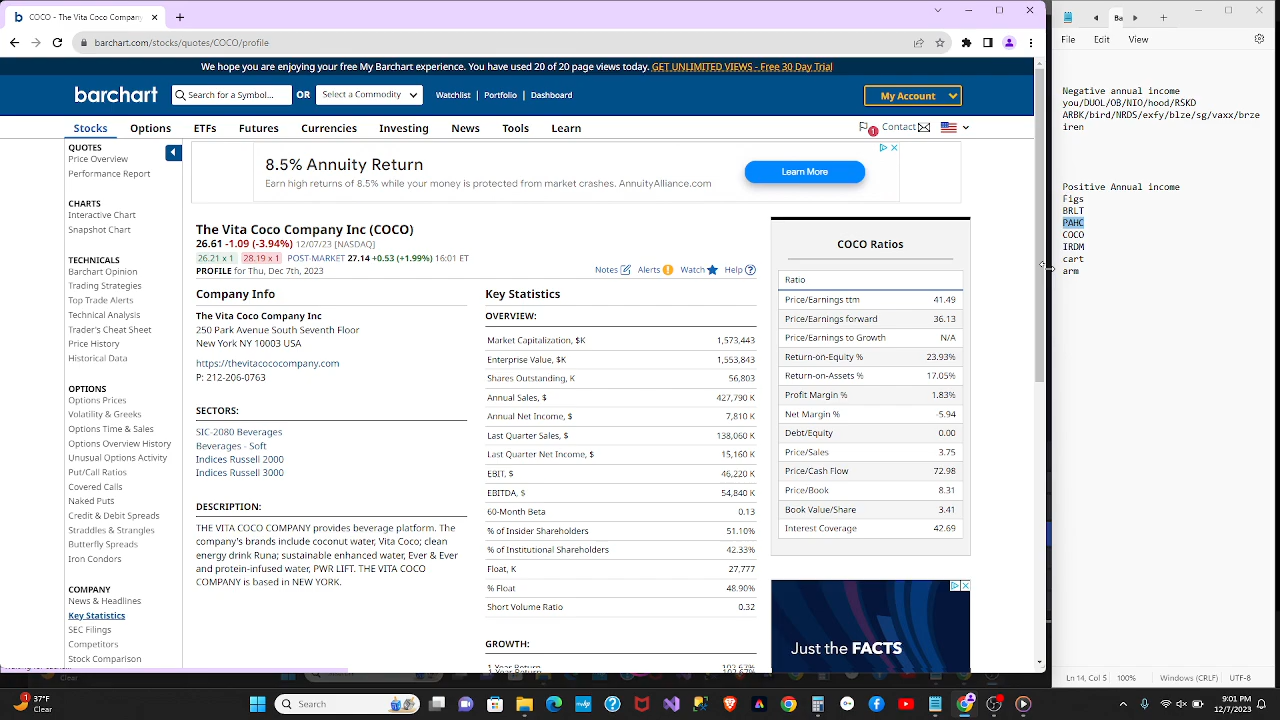 COCO - The Vita Coco Company
barchart.com/stocks/quotes/COCO/profile
We hope you are enjoying your free My Barchart experience. You have used 20 of 20 page views today. GET UNLIMITED VIEWS - Free 30 Day Trial
barchart Search for a Symbol... OR Select a Commodity Watchlist | Portfolio | Dashboard My Account
Stocks Options ETFs Futures Currencies Investing News Tools Learn 1 Contact
QUOTES
Price Overview
Performance Report
CHARTS
Interactive Chart
Snapshot Chart
TECHNICALS
Barchart Opinion
Trading Strategies
Top Trade Alerts
Technical Analysis
Trader's Cheat Sheet
Price History
Historical Data
OPTIONS
Options Prices
Volatility & Greeks
Options Time & Sales
Options Overview History
Unusual Options Activity
Put/Call Ratios
Covered Calls
Naked Puts
Credit & Debit Spreads
Straddles & Strangles
Butterfly Spreads
Iron Condors
COMPANY
News & Headlines
Key Statistics
SEC Filings
Competitors
Stock Comparison
8.5% Annuity Return
Earn high returns of 8.5% while your money is protected from market crashes. AnnuityAlliance.com
Learn More
The Vita Coco Company Inc (COCO)
26.61 -1.09 (-3.94%) 12/07/23 [NASDAQ]
26.21 x 1 28.19 x 1 POST-MARKET 27.14 +0.53 (+1.99%) 16:01 ET
PROFILE for Thu, Dec 7th, 2023
Notes Alerts Watch Help
Company Info
The Vita Coco Company Inc
250 Park Avenue South Seventh Floor
New York NY 10003 USA
https://thevitacococompany.com
P: 212-206-0763
SECTORS:
SIC-2080 Beverages
Beverages - Soft
Indices Russell 2000
Indices Russell 3000
DESCRIPTION:
THE VITA COCO COMPANY provides beverage platform. The
company's brands include coconut water, Vita Coco; clean
energy drink Runa; sustainable enhanced water, Ever & Ever
and protein-infused water, PWR LIFT. THE VITA COCO
COMPANY is based in NEW YORK.
Key Statistics
OVERVIEW:
Market Capitalization, $K 1,573,443
Enterprise Value, $K 1,553,843
Shares Outstanding, K 56,803
Annual Sales, $ 427,790 K
Annual Net Income, $ 7,810 K
Last Quarter Sales, $ 138,060 K
Last Quarter Net Income, $ 15,160 K
EBIT, $ 46,220 K
EBITDA, $ 54,840 K
60-Month Beta 0.13
% of Insider Shareholders 51.10%
% of Institutional Shareholders 42.33%
Float, K 27,777
% Float 48.90%
Short Volume Ratio 0.32
GROWTH:
1 Year Return
COCO Ratios
Ratio
Price/Earnings ttm 41.49
Price/Earnings forward 36.13
Price/Earnings to Growth N/A
Return-on-Equity % 23.93%
Return-on-Assets % 17.05%
Profit Margin % 1.83%
Net Margin % -5.94
Debt/Equity 0.00
Price/Sales 3.75
Price/Cash Flow 72.98
Price/Book 8.31
Book Value/Share 3.41
Interest Coverage 42.69
Just the FACTS
Ba
File Edit View
Negative annual income
you/DUOL/OB/NIO/hood/RSKD
ARBK/bird/NRDS/exfy/blze/sg/vaxx/brze
iren
Positive Annual income
Figs
BRLT
PAHC
COCO
IRDM
cart
arm
Ln 14, Col 5 100% Windows (CRLF) UTF-8
1 37°F
Clear
Search
9:01 PM
12/7/2023